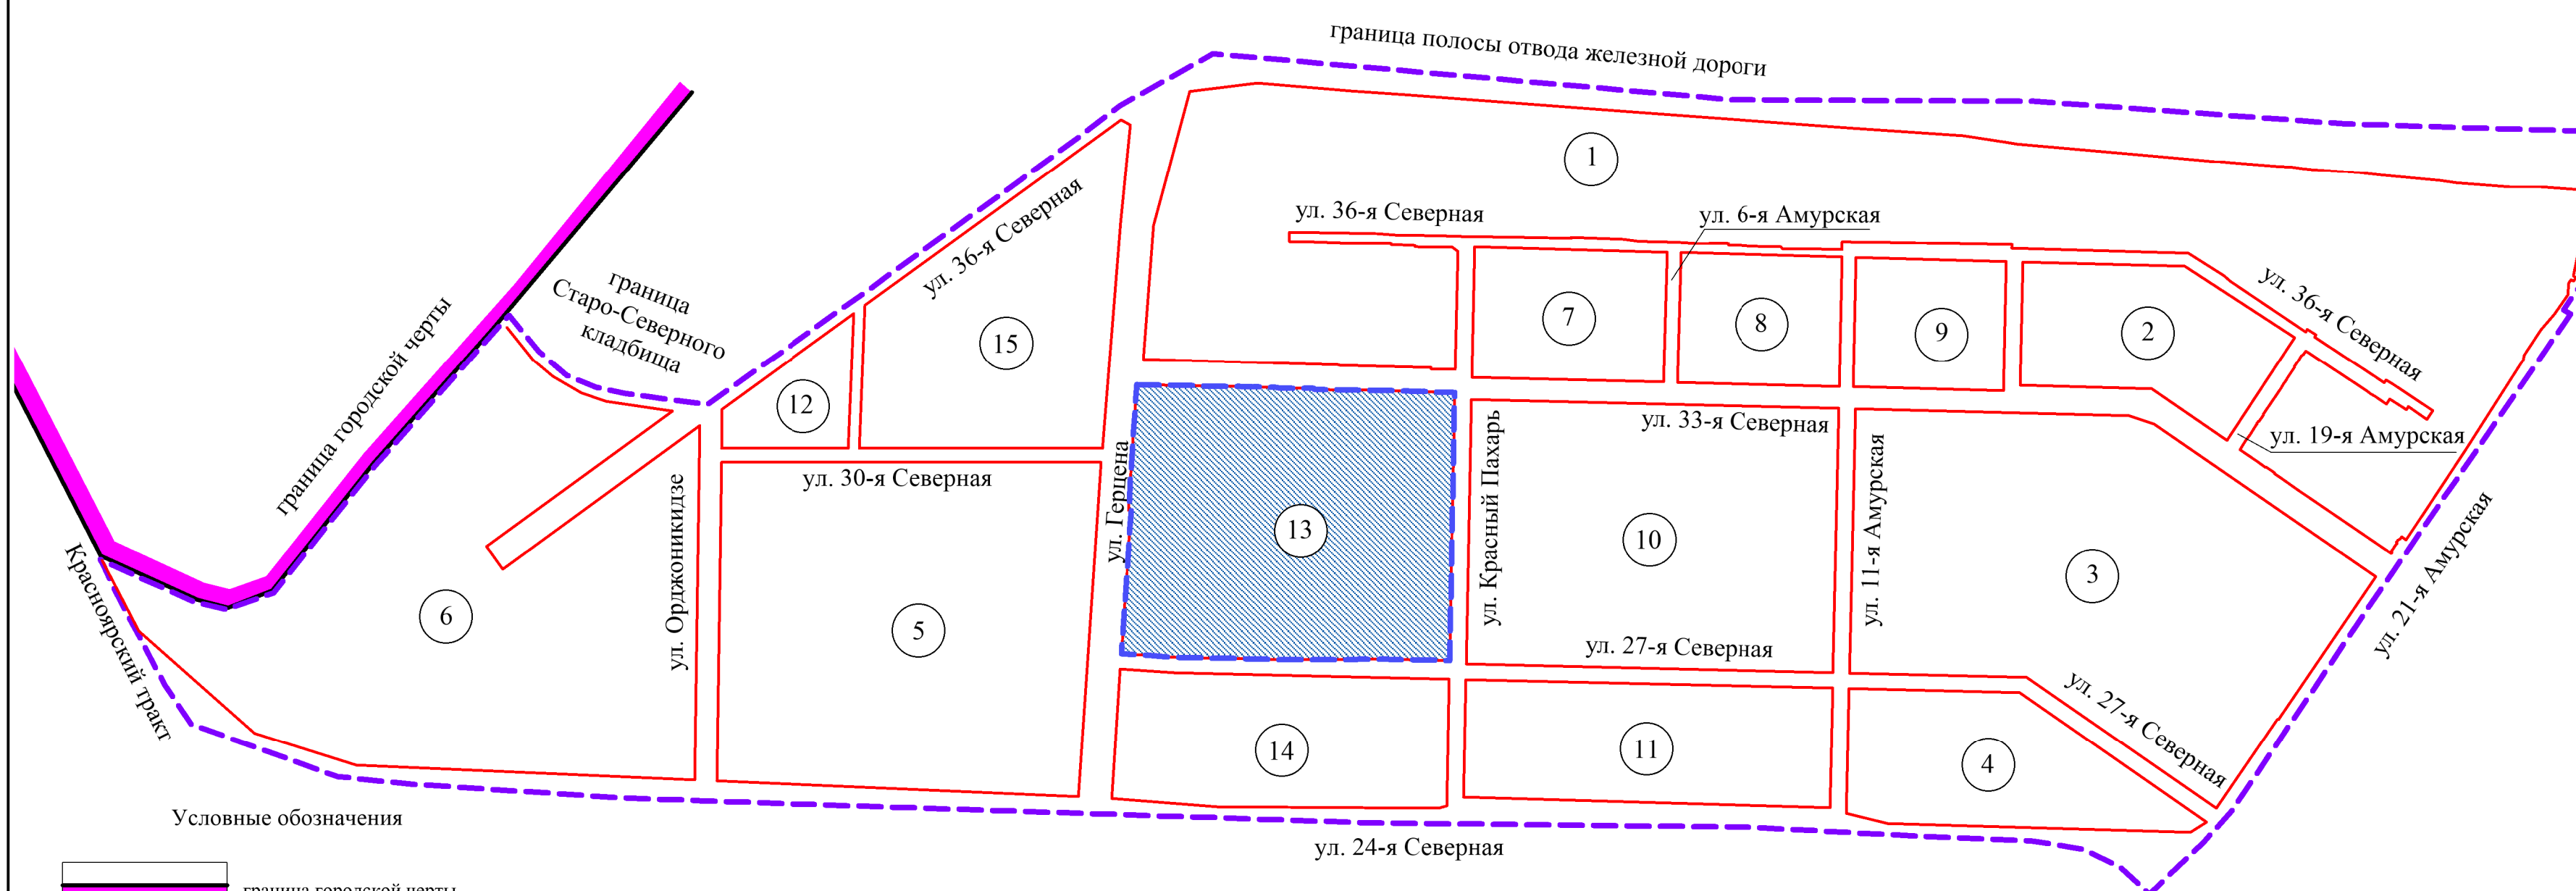 граница полосы отвода железной дороги
1
ул. 36-я Северная
ул. 36-я Северная
ул. 6-я Амурская
граница
Старо-Северного
кладбища
ул. 36-я Северная
граница городской черты
15
7
8
9
2
12
ул. 33-я Северная
ул. 19-я Амурская
ул. 30-я Северная
ул. Орджоникидзе
ул. Герцена
13
ул. Красный Пахарь
10
ул. 11-я Амурская
3
ул. 21-я Амурская
Красноярский тракт
6
5
ул. 27-я Северная
ул. 27-я Северная
14
11
4
Условные обозначения
ул. 24-я Северная
граница городской черты